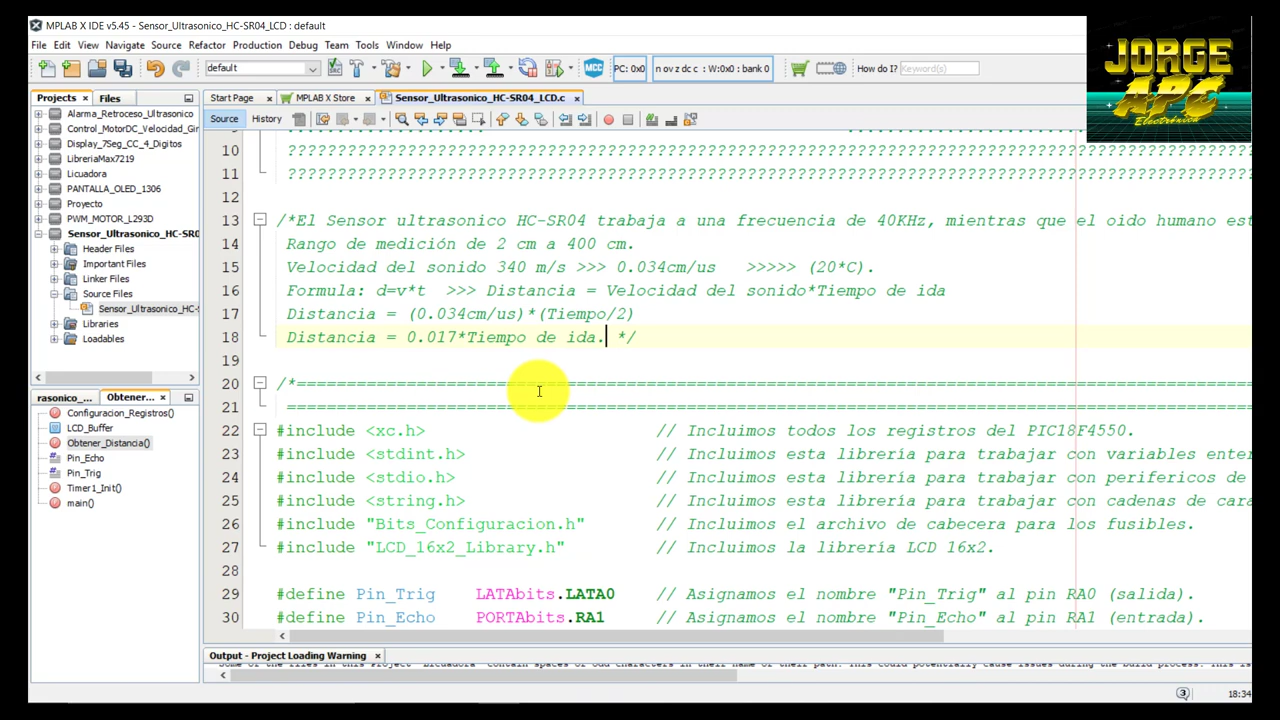 MPLAB X IDE v5.45 - Sensor_Ultrasonico_HC-SR04_LCD : default
File Edit View Navigate Source Refactor Production Debug Team Tools Window Help
default
PC: 0x0
n ov z dc c : W:0x0 : bank 0
How do I?
Keyword(s)
JORGE
APC
Electrónica
Projects
Files
Start Page
MPLAB X Store
Sensor_Ultrasonico_HC-SR04_LCD.c
Source
History
Alarma_Retroceso_Ultrasonico
Control_MotorDC_Velocidad_Gir
Display_7Seg_CC_4_Digitos
LibreriaMax7219
Licuadora
PANTALLA_OLED_1306
Proyecto
PWM_MOTOR_L293D
Sensor_Ultrasonico_HC-SR0
Header Files
Important Files
Linker Files
Source Files
Sensor_Ultrasonico_HC-
Libraries
Loadables
rasonico_...
Obtener...
Configuracion_Registros()
LCD_Buffer
Obtener_Distancia()
Pin_Echo
Pin_Trig
Timer1_Init()
main()
10
11
12
13 /*El Sensor ultrasonico HC-SR04 trabaja a una frecuencia de 40KHz, mientras que el oido humano est
14 Rango de medición de 2 cm a 400 cm.
15 Velocidad del sonido 340 m/s >>> 0.034cm/us >>>>> (20*C).
16 Formula: d=v*t >>> Distancia = Velocidad del sonido*Tiempo de ida
17 Distancia = (0.034cm/us)*(Tiempo/2)
18 Distancia = 0.017*Tiempo de ida. */
19
20
21
22 #include <xc.h> // Incluimos todos los registros del PIC18F4550.
23 #include <stdint.h> // Incluimos esta librería para trabajar con variables enter
24 #include <stdio.h> // Incluimos esta librería para trabajar con perifericos de
25 #include <string.h> // Incluimos esta librería para trabajar con cadenas de cara
26 #include "Bits_Configuracion.h" // Incluimos el archivo de cabecera para los fusibles.
27 #include "LCD_16x2_Library.h" // Incluimos la librería LCD 16x2.
28
29 #define Pin_Trig LATAbits.LATA0 // Asignamos el nombre "Pin_Trig" al pin RA0 (salida).
30 #define Pin_Echo PORTAbits.RA1 // Asignamos el nombre "Pin_Echo" al pin RA1 (entrada).
Output - Project Loading Warning
3
18:34